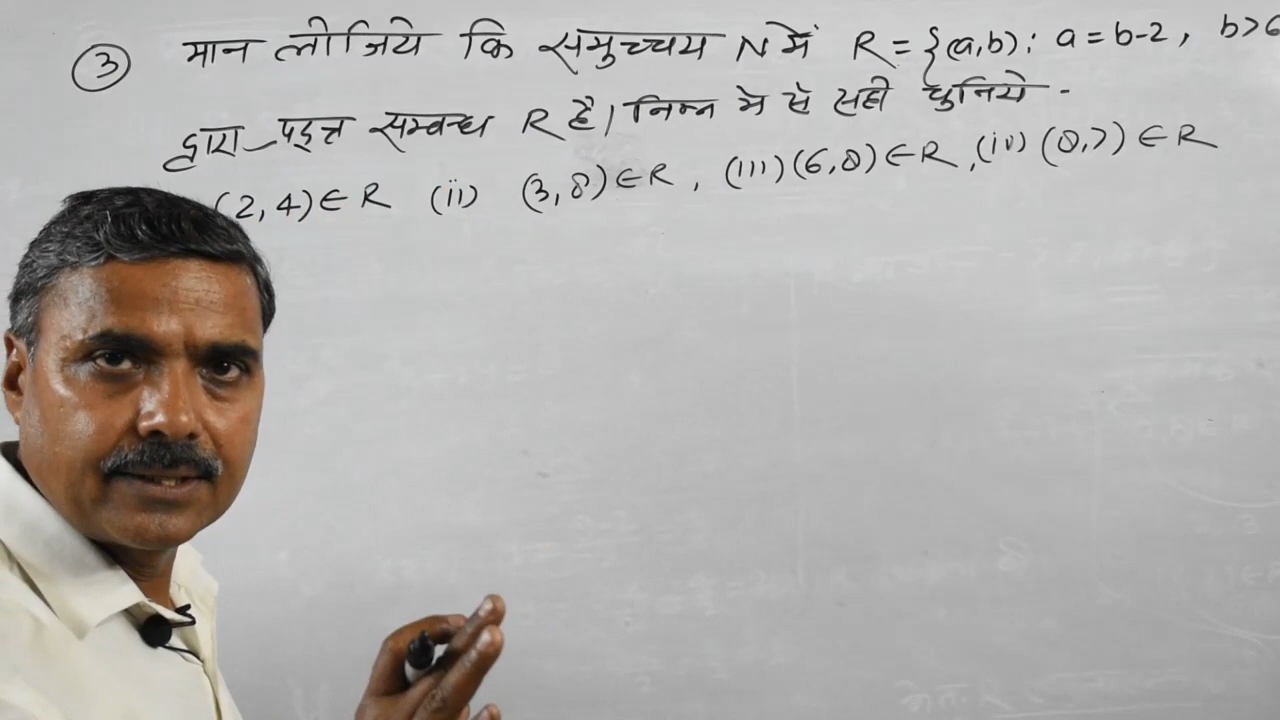 ③ मान लीजिये कि समुच्चय N में R = {(a,b): a = b-2, b>6
द्वारा प्रदत्त सम्बन्ध R है। निम्न में से सही चुनिये -
(2,4)∈R (ii) (3,8)∈R, (iii) (6,8)∈R, (iv) (8,7)∈R